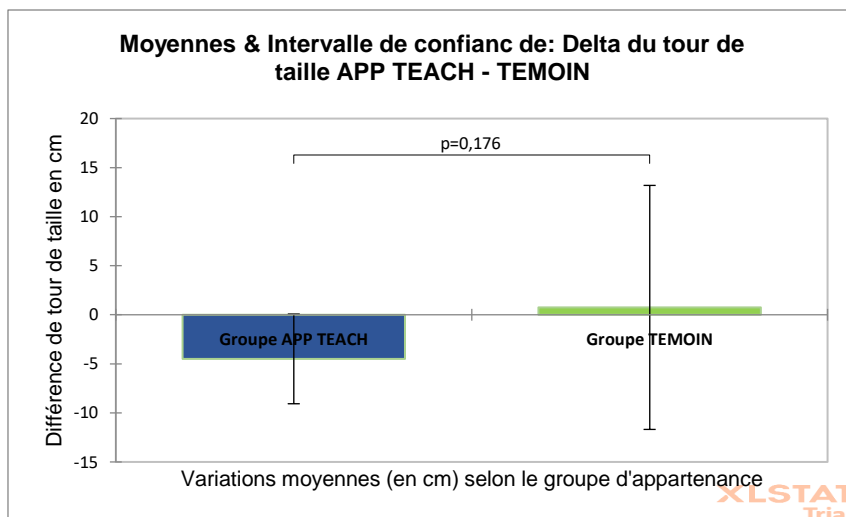 Moyennes & Intervalle de confianc de: Delta du tour de
taille APP TEACH - TEMOIN
Différence de tour de taille en cm
20
15
10
5
0
-5
-10
-15
p=0,176
Groupe APP TEACH
Groupe TEMOIN
Variations moyennes (en cm) selon le groupe d'appartenance
XLSTAT
Tria